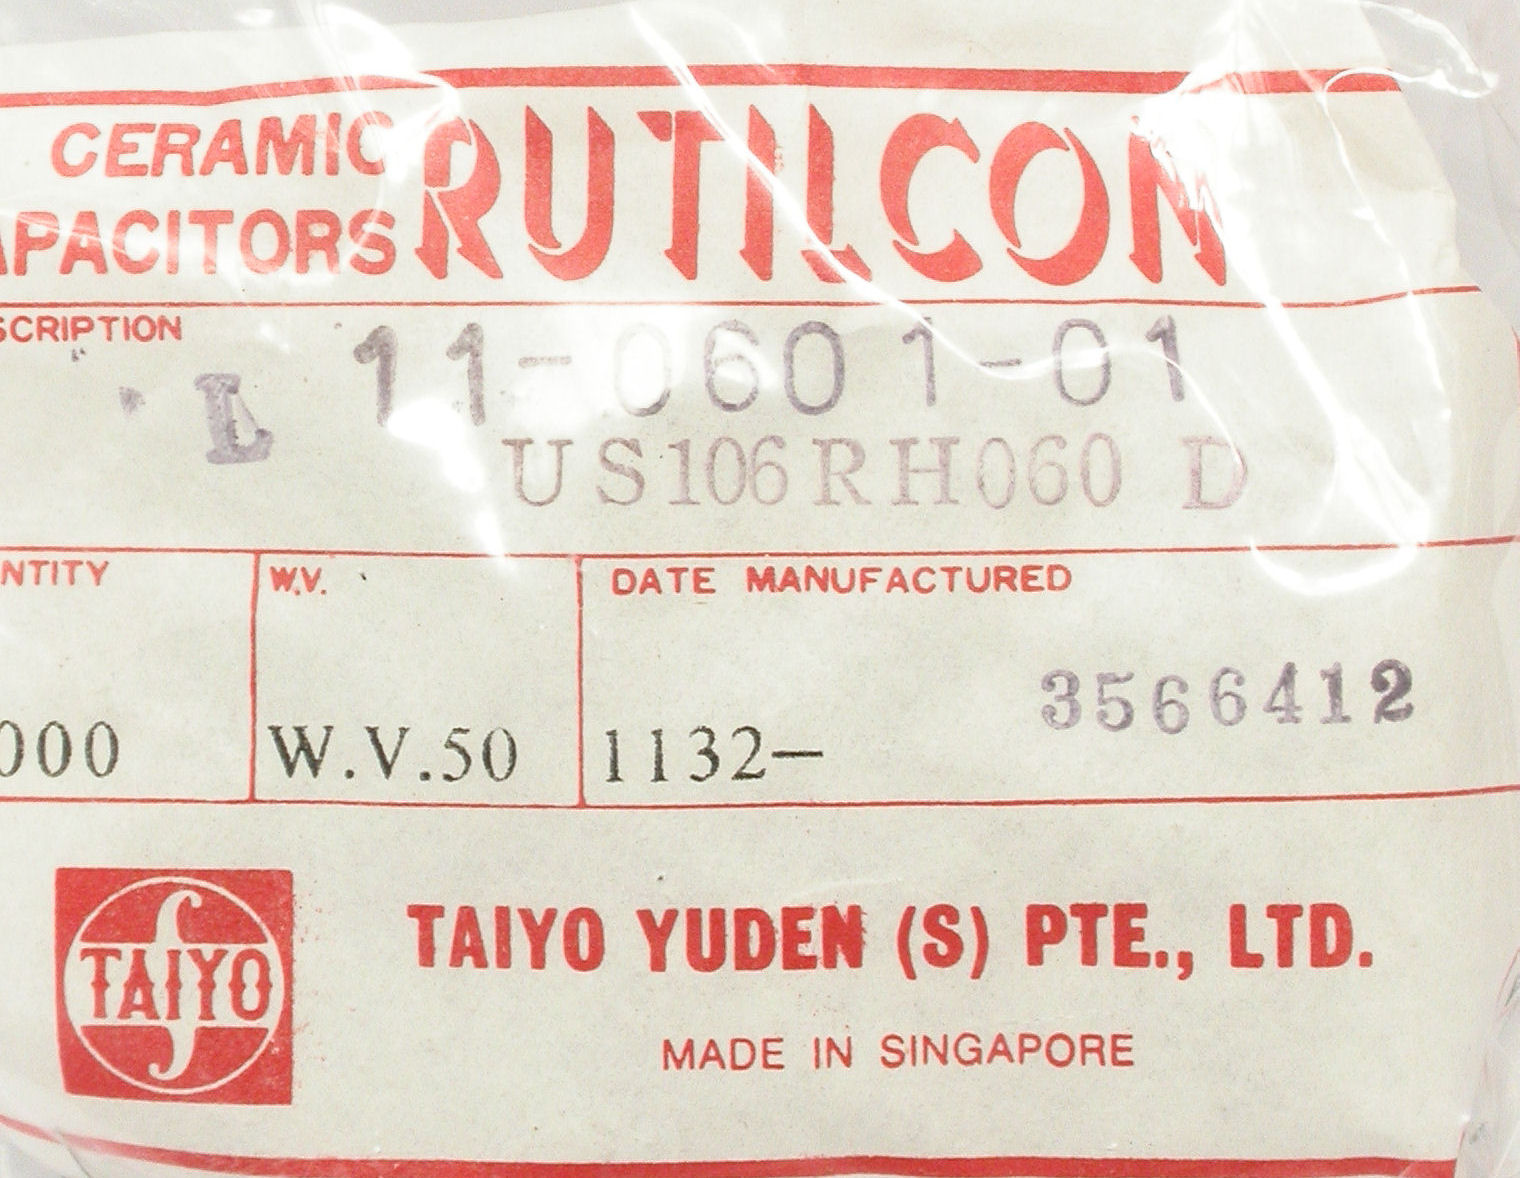 CERAMIC RUTILCON
APACITORS
SCRIPTION
L 11-0601-01
US106RH060 D
NTITY W.V. DATE MANUFACTURED
3566412
000 W.V.50 1132-
TAIYO
TAIYO YUDEN (S) PTE., LTD.
MADE IN SINGAPORE